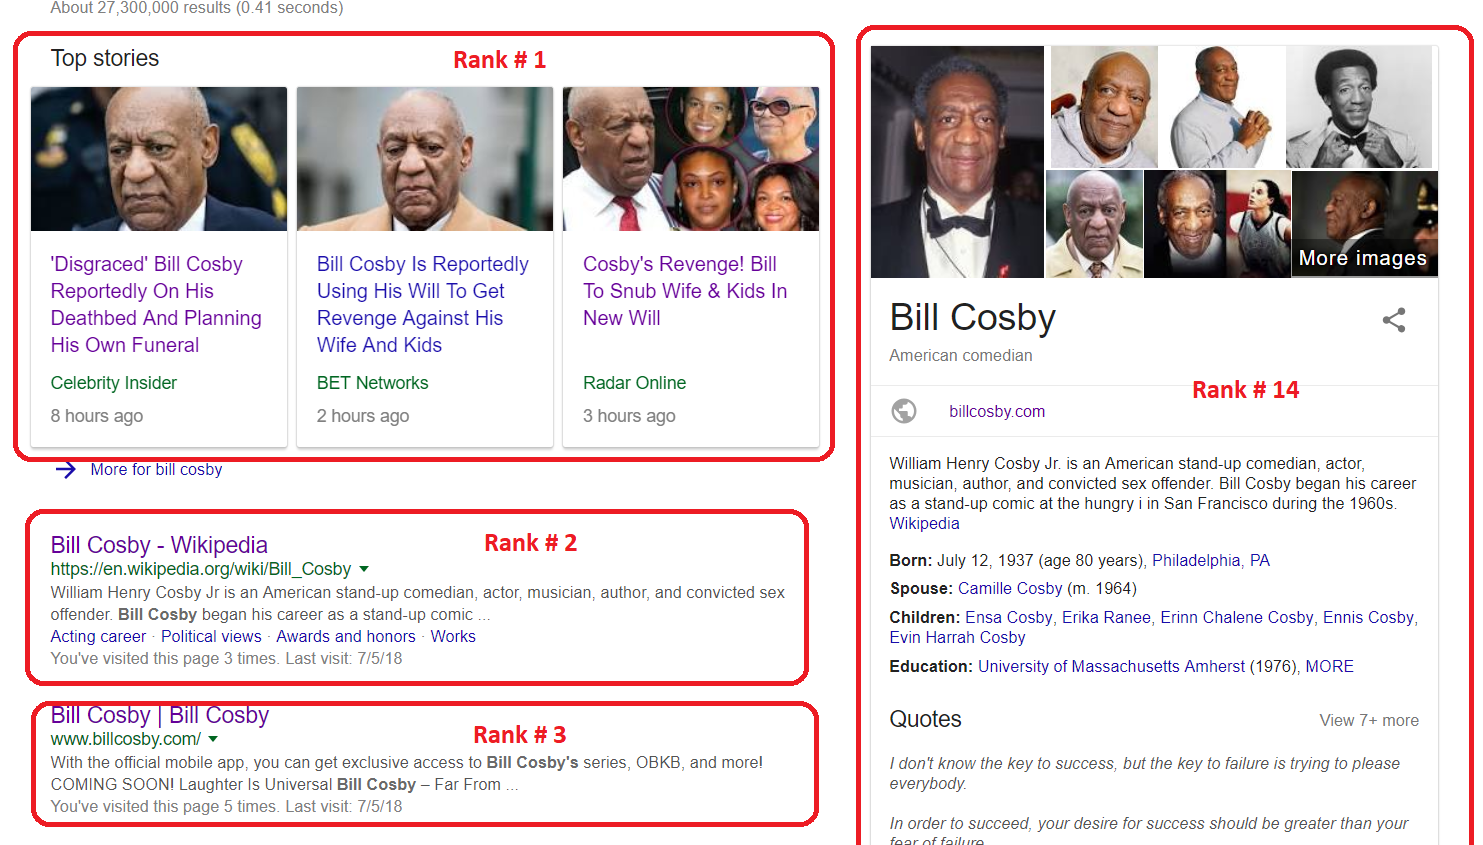 About 27,300,000 results (0.41 seconds)
Top stories
Rank # 1
'Disgraced' Bill Cosby
Reportedly On His
Deathbed And Planning
His Own Funeral
Celebrity Insider
8 hours ago
Bill Cosby Is Reportedly
Using His Will To Get
Revenge Against His
Wife And Kids
BET Networks
2 hours ago
Cosby's Revenge! Bill
To Snub Wife & Kids In
New Will
Radar Online
3 hours ago
More for bill cosby
Rank # 2
Bill Cosby - Wikipedia
https://en.wikipedia.org/wiki/Bill_Cosby
William Henry Cosby Jr is an American stand-up comedian, actor, musician, author, and convicted sex
offender. Bill Cosby began his career as a stand-up comic ...
Acting career · Political views · Awards and honors · Works
You've visited this page 3 times. Last visit: 7/5/18
Bill Cosby | Bill Cosby
Rank # 3
www.billcosby.com/
With the official mobile app, you can get exclusive access to Bill Cosby's series, OBKB, and more!
COMING SOON! Laughter Is Universal Bill Cosby – Far From ...
You've visited this page 5 times. Last visit: 7/5/18
More images
Bill Cosby
American comedian
Rank # 14
billcosby.com
William Henry Cosby Jr. is an American stand-up comedian, actor,
musician, author, and convicted sex offender. Bill Cosby began his career
as a stand-up comic at the hungry i in San Francisco during the 1960s.
Wikipedia
Born: July 12, 1937 (age 80 years), Philadelphia, PA
Spouse: Camille Cosby (m. 1964)
Children: Ensa Cosby, Erika Ranee, Erinn Chalene Cosby, Ennis Cosby,
Evin Harrah Cosby
Education: University of Massachusetts Amherst (1976), MORE
Quotes
View 7+ more
I don't know the key to success, but the key to failure is trying to please
everybody.
In order to succeed, your desire for success should be greater than your
fear of failure